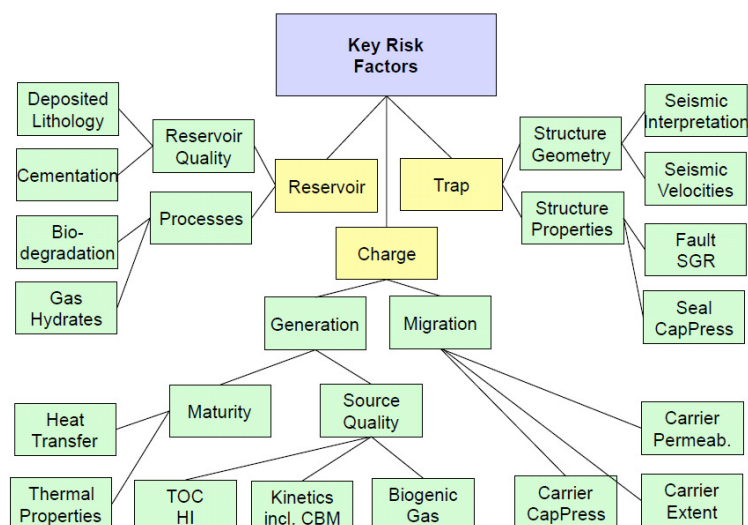 Key Risk
Factors
Deposited
Lithology
Reservoir
Quality
Cementation
Reservoir
Processes
Bio-
degradation
Gas
Hydrates
Trap
Structure
Geometry
Seismic
Interpretation
Seismic
Velocities
Structure
Properties
Fault
SGR
Seal
CapPress
Charge
Generation
Migration
Maturity
Source
Quality
Heat
Transfer
Thermal
Properties
TOC
HI
Kinetics
incl. CBM
Biogenic
Gas
Carrier
CapPress
Carrier
Permeab.
Carrier
Extent